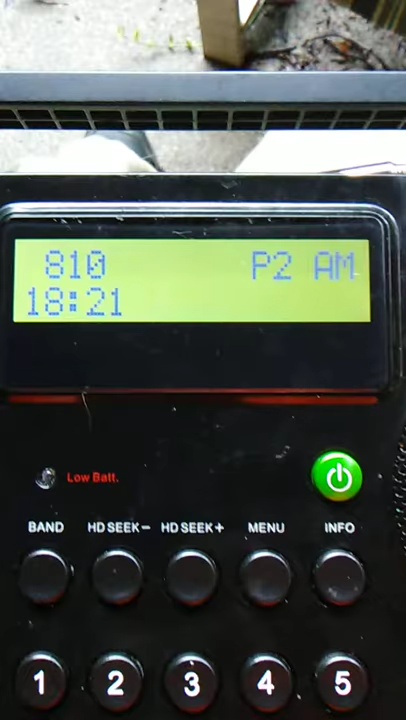 810 P2 AM
18:21
Low Batt.
BAND HD SEEK- HD SEEK+ MENU INFO
1 2 3 4 5